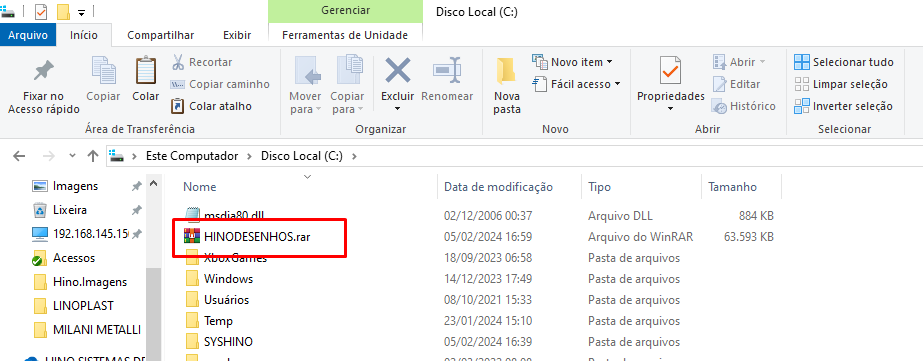 Gerenciar
Disco Local (C:)
Arquivo
Início
Compartilhar
Exibir
Ferramentas de Unidade
Fixar no
Acesso rápido
Copiar
Colar
Recortar
Copiar caminho
Colar atalho
Área de Transferência
Mover
para
Copiar
para
Excluir
Renomear
Organizar
Nova
pasta
Novo item
Fácil acesso
Novo
Propriedades
Abrir
Editar
Histórico
Abrir
Selecionar tudo
Limpar seleção
Inverter seleção
Selecionar
Este Computador
Disco Local (C:)
Imagens
Lixeira
192.168.145.15
Acessos
Hino.Imagens
LINOPLAST
MILANI METALLI
HINO SISTEMAS DE
Nome
Data de modificação
Tipo
Tamanho
msdia80.dll
02/12/2006 00:37
Arquivo DLL
884 KB
HINODESENHOS.rar
05/02/2024 16:59
Arquivo do WinRAR
63.593 KB
XboxGames
18/09/2023 06:58
Pasta de arquivos
Windows
14/12/2023 17:49
Pasta de arquivos
Usuários
08/10/2021 15:33
Pasta de arquivos
Temp
23/01/2024 15:10
Pasta de arquivos
SYSHINO
05/02/2024 16:39
Pasta de arquivos